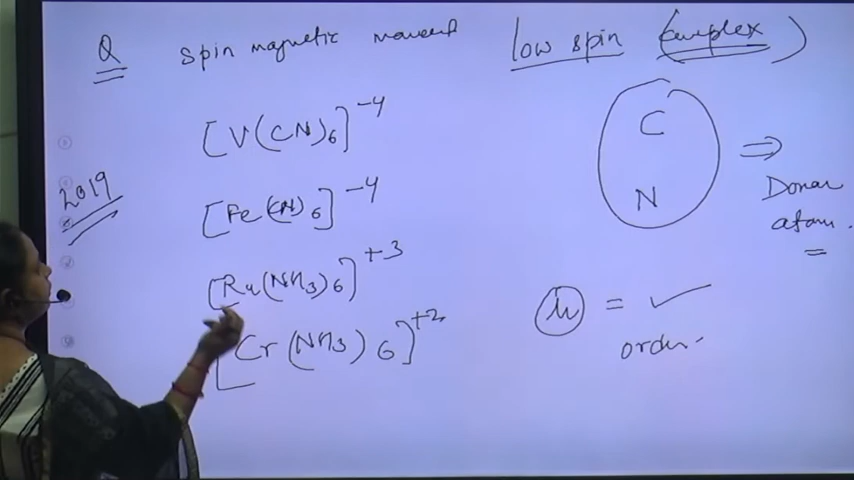 Q spin magnetic moment low spin (complex)
[V(CN)6]-4
2019
[Fe(CN)6]-4
[Ru(NH3)6]+3
[Cr(NH3)6]+2
C
N
⇒ Donar
atom.
μ = ✓
order.